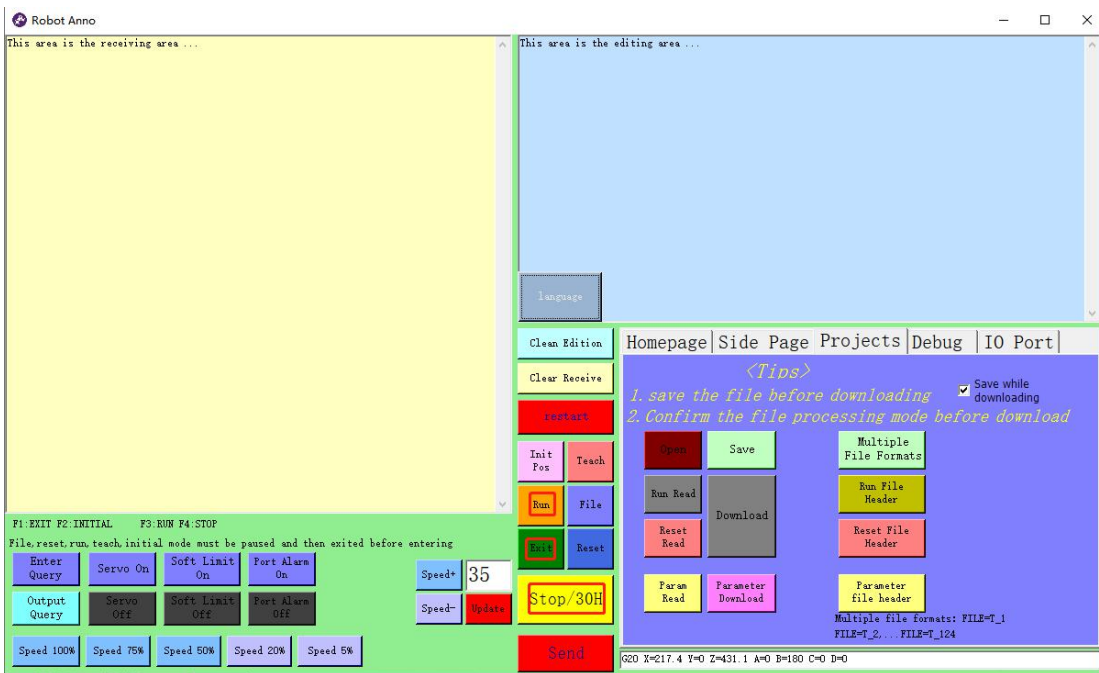 Robot Anno
This area is the receiving area ...
This area is the editing area ...
language
Clean Edition
Clear Receive
restart
Init
Pos
Teach
Run
File
Exit
Reset
Stop/30H
Send
Homepage
Side Page
Projects
Debug
IO Port
<Tips>
1.save the file before downloading
2.Confirm the file processing mode before download
Save while
downloading
Open
Save
Multiple
File Formats
Run Read
Download
Run File
Header
Reset
Read
Reset File
Header
Param
Read
Parameter
Download
Parameter
file header
Multiple file formats: FILE=T_1
FILE=T_2,...FILE=T_124
G20 X=217.4 Y=0 Z=431.1 A=0 B=180 C=0 D=0
F1:EXIT F2:INITIAL F3:RUN F4:STOP
File,reset,run,teach,initial mode must be paused and then exited before entering
Enter
Query
Servo On
Soft Limit
On
Port Alarm
On
Speed+
35
Output
Query
Servo
Off
Soft Limit
Off
Port Alarm
Off
Speed-
Update
Speed 100%
Speed 75%
Speed 50%
Speed 20%
Speed 5%